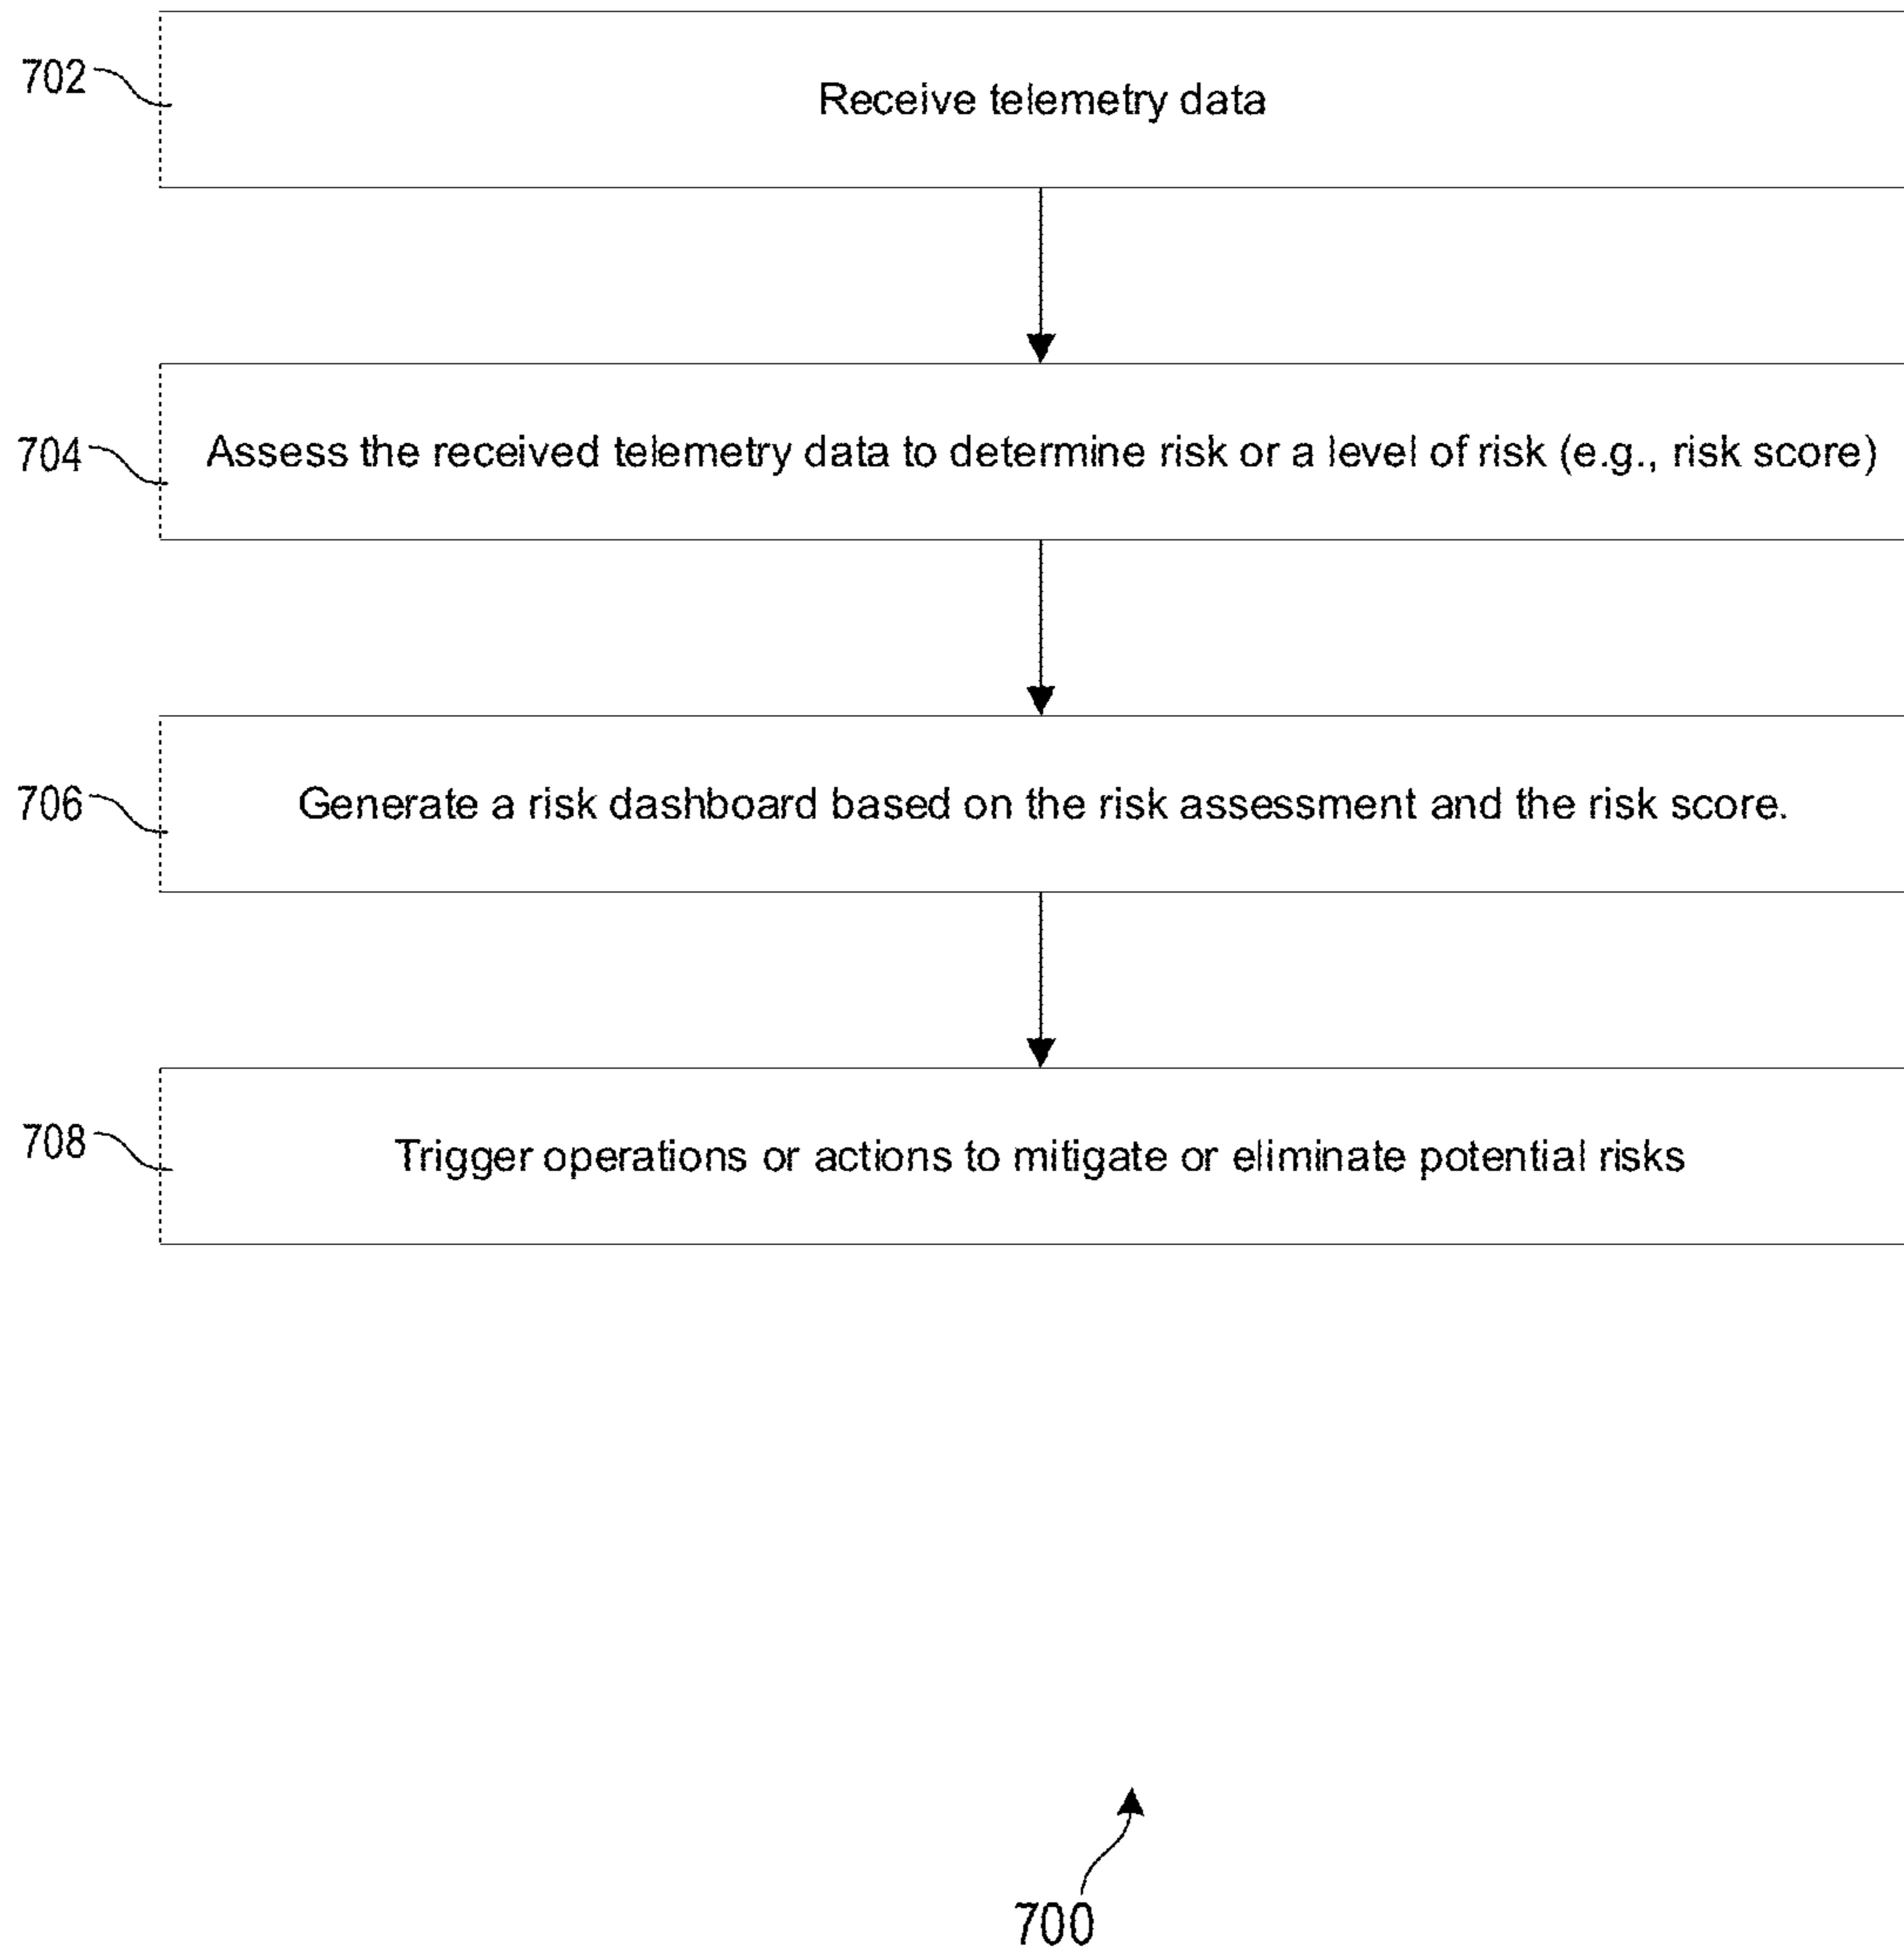 702
Receive telemetry data
704
Assess the received telemetry data to determine risk or a level of risk (e.g., risk score)
706
Generate a risk dashboard based on the risk assessment and the risk score.
708
Trigger operations or actions to mitigate or eliminate potential risks
700